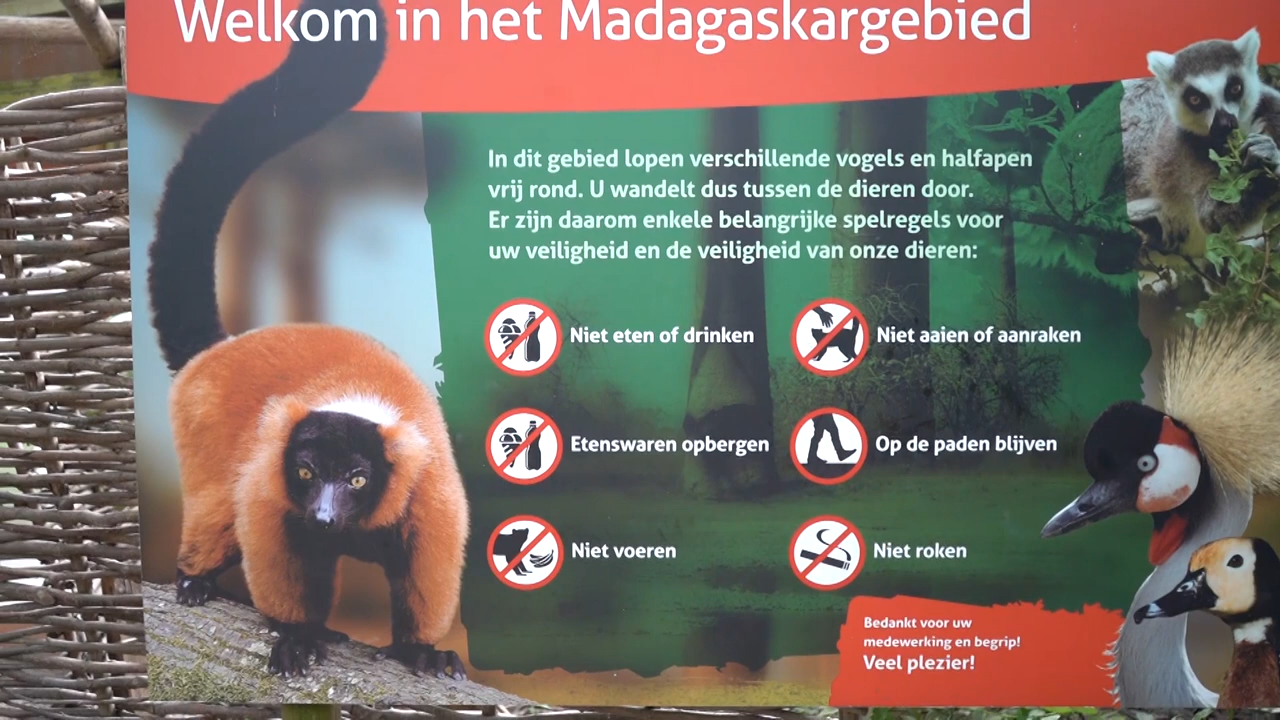 Welkom in het Madagaskargebied
In dit gebied lopen verschillende vogels en halfapen
vrij rond. U wandelt dus tussen de dieren door.
Er zijn daarom enkele belangrijke spelregels voor
uw veiligheid en de veiligheid van onze dieren:
Niet eten of drinken
Niet aaien of aanraken
Etenswaren opbergen
Op de paden blijven
Niet voeren
Niet roken
Bedankt voor uw
medewerking en begrip!
Veel plezier!